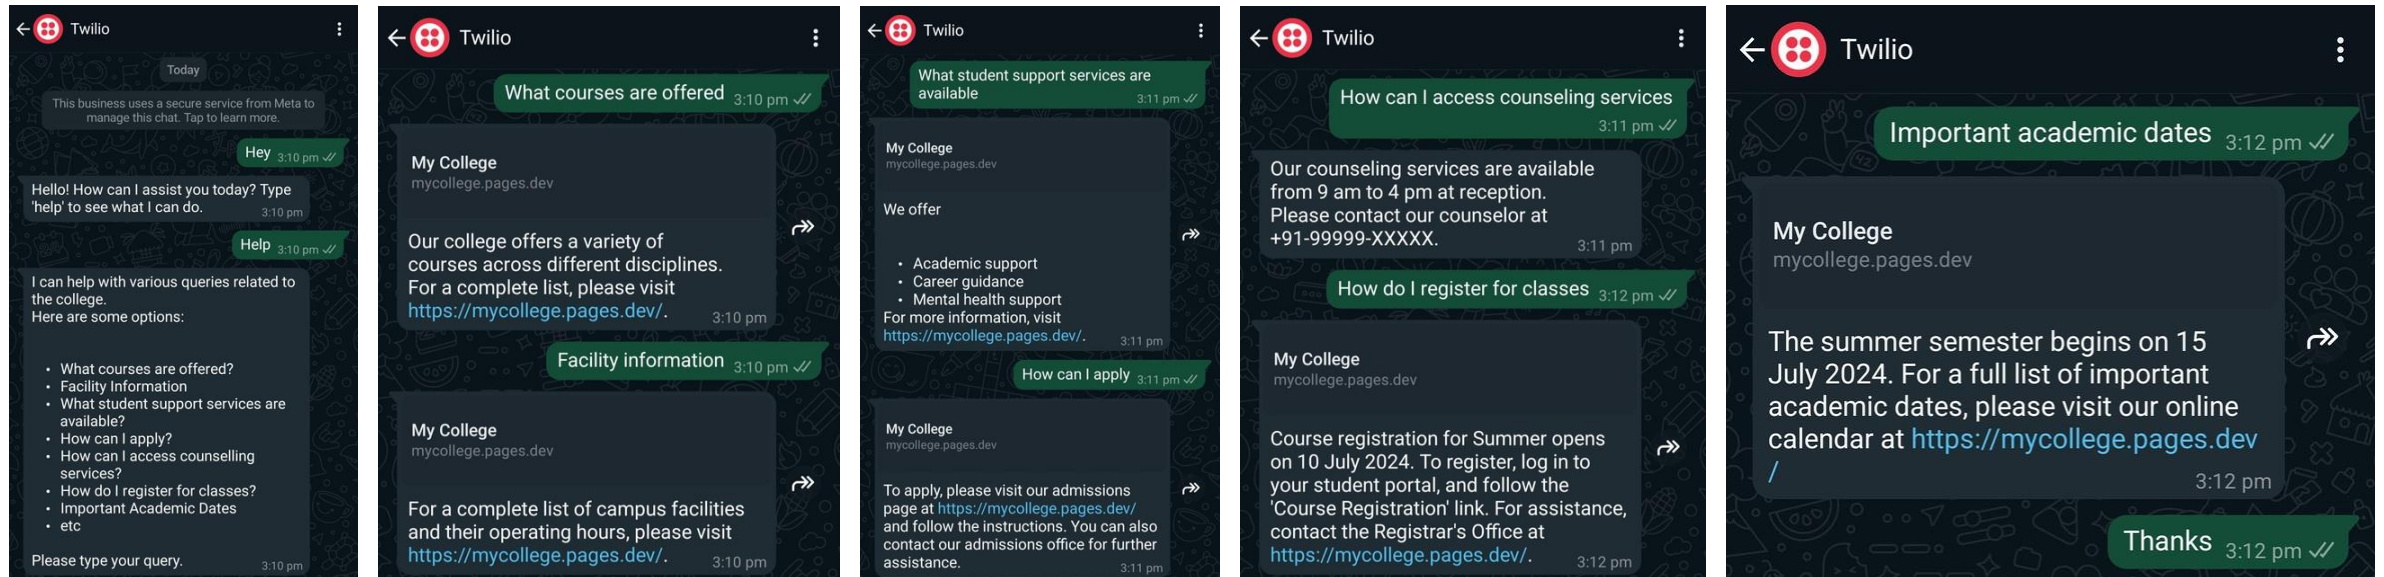 Twilio
Today
This business uses a secure service from Meta to
manage this chat. Tap to learn more.
Hey 3:10 pm
Hello! How can I assist you today? Type
'help' to see what I can do. 3:10 pm
Help 3:10 pm
I can help with various queries related to
the college.
Here are some options:
• What courses are offered?
• Facility Information
• What student support services are
available?
• How can I apply?
• How can I access counselling
services?
• How do I register for classes?
• Important Academic Dates
• etc
Please type your query. 3:10 pm
Twilio
What courses are offered 3:10 pm
My College
mycollege.pages.dev
Our college offers a variety of
courses across different disciplines.
For a complete list, please visit
https://mycollege.pages.dev/. 3:10 pm
Facility information 3:10 pm
My College
mycollege.pages.dev
For a complete list of campus facilities
and their operating hours, please visit
https://mycollege.pages.dev/. 3:10 pm
Twilio
What student support services are
available 3:11 pm
My College
mycollege.pages.dev
We offer
• Academic support
• Career guidance
• Mental health support
For more information, visit
https://mycollege.pages.dev/. 3:11 pm
How can I apply 3:11 pm
My College
mycollege.pages.dev
To apply, please visit our admissions
page at https://mycollege.pages.dev/
and follow the instructions. You can also
contact our admissions office for further
assistance. 3:11 pm
Twilio
How can I access counseling services
3:11 pm
Our counseling services are available
from 9 am to 4 pm at reception.
Please contact our counselor at
+91-99999-XXXXX. 3:11 pm
How do I register for classes 3:12 pm
My College
mycollege.pages.dev
Course registration for Summer opens
on 10 July 2024. To register, log in to
your student portal, and follow the
'Course Registration' link. For assistance,
contact the Registrar's Office at
https://mycollege.pages.dev/. 3:12 pm
Twilio
Important academic dates 3:12 pm
My College
mycollege.pages.dev
The summer semester begins on 15
July 2024. For a full list of important
academic dates, please visit our online
calendar at https://mycollege.pages.dev
/
3:12 pm
Thanks 3:12 pm